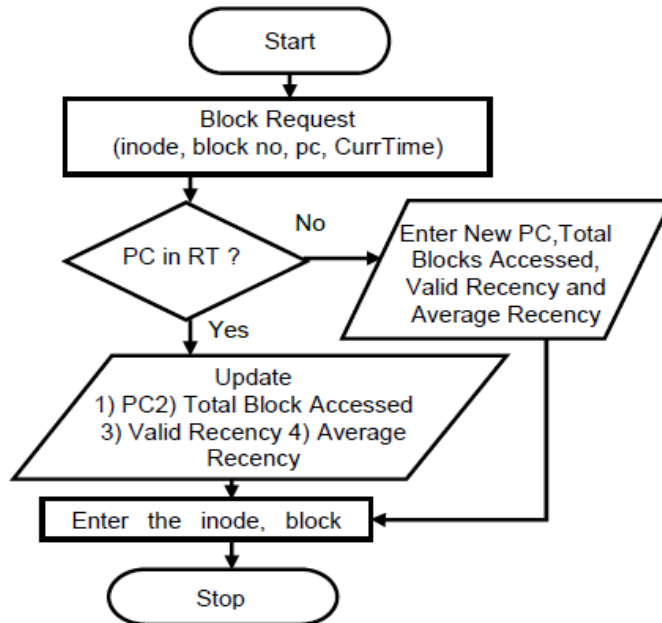 Start
Block Request
(inode, block no, pc, CurrTime)
PC in RT ?
No
Enter New PC,Total
Blocks Accessed,
Valid Recency and
Average Recency
Yes
Update
1) PC2) Total Block Accessed
3) Valid Recency 4) Average
Recency
Enter the inode, block
Stop